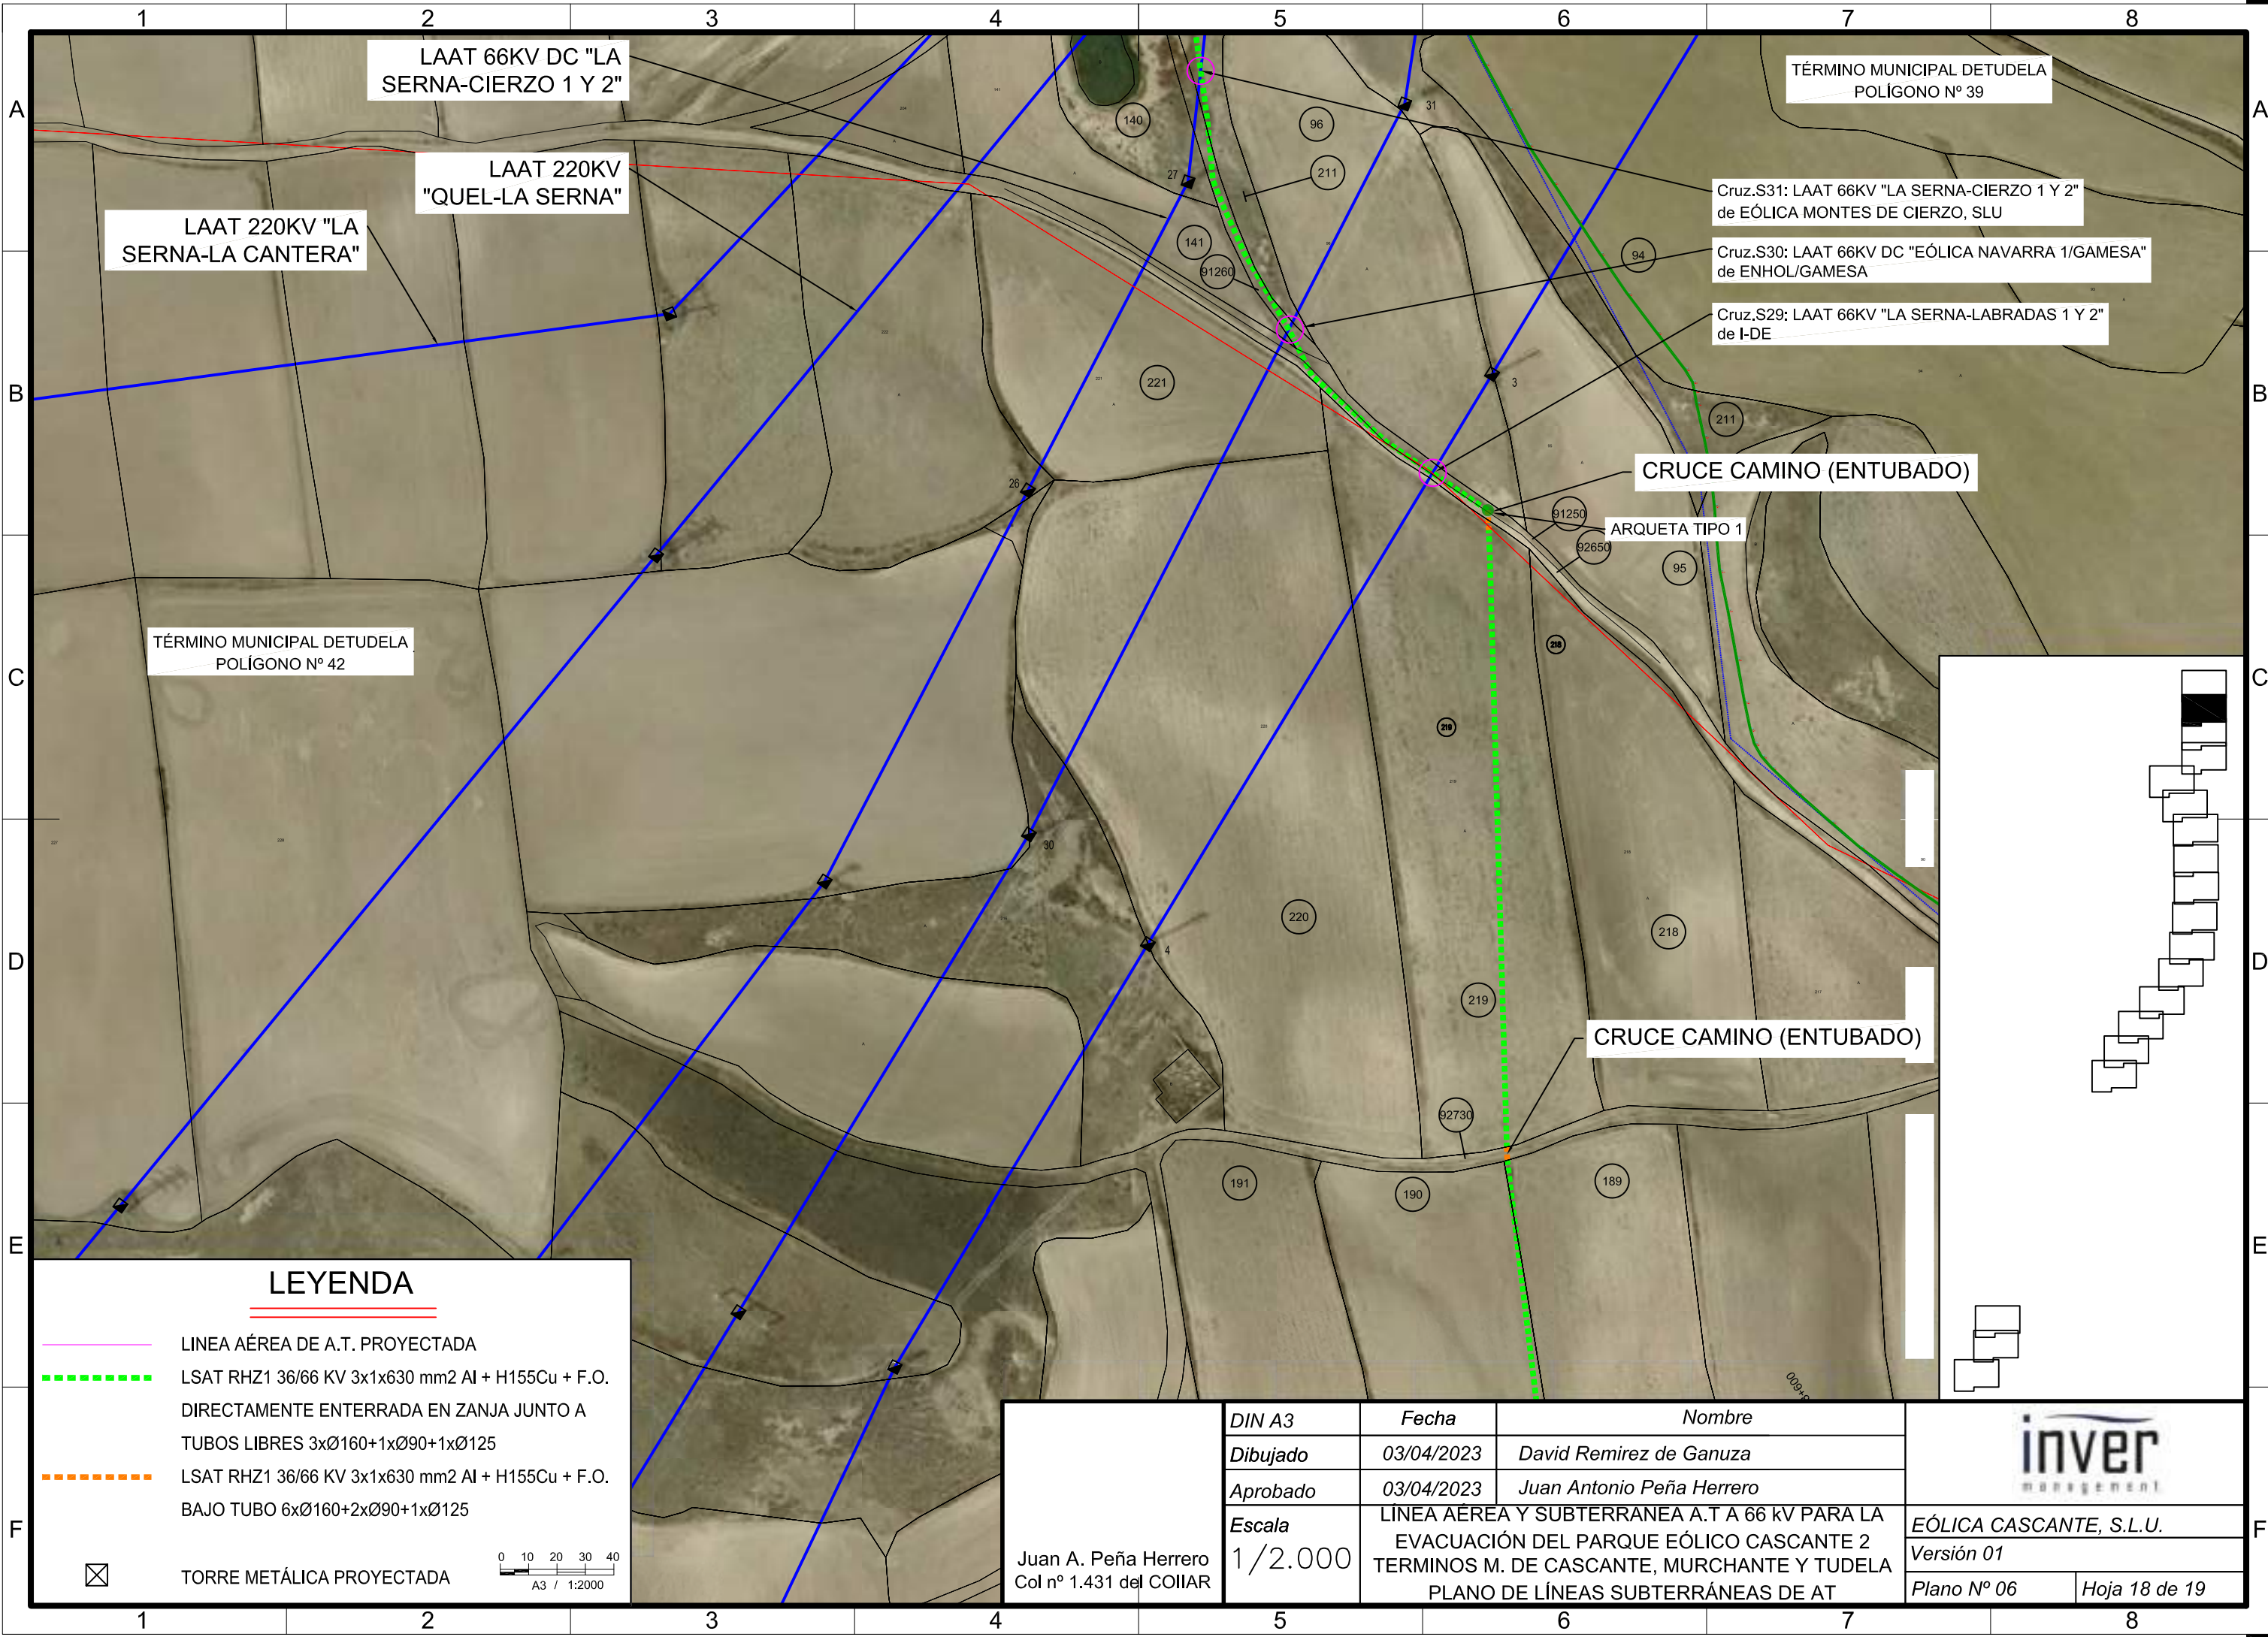 1 2 3 4 5 6 7 8
A A
B B
C C
D D
E E
F F
LAAT 66KV DC "LA
SERNA-CIERZO 1 Y 2"
LAAT 220KV
"QUEL-LA SERNA"
LAAT 220KV "LA
SERNA-LA CANTERA"
TÉRMINO MUNICIPAL DETUDELA
POLÍGONO Nº 39
Cruz.S31: LAAT 66KV "LA SERNA-CIERZO 1 Y 2"
de EÓLICA MONTES DE CIERZO, SLU
Cruz.S30: LAAT 66KV DC "EÓLICA NAVARRA 1/GAMESA"
de ENHOL/GAMESA
Cruz.S29: LAAT 66KV "LA SERNA-LABRADAS 1 Y 2"
de I-DE
140
96
31
27
211
141
91260
94
221
3
211
26
CRUCE CAMINO (ENTUBADO)
ARQUETA TIPO 1
91250
92650
95
TÉRMINO MUNICIPAL DETUDELA
POLÍGONO Nº 42
218
219
30
220
218
4
219
CRUCE CAMINO (ENTUBADO)
92730
191
190
189
009+9
LEYENDA
LINEA AÉREA DE A.T. PROYECTADA
LSAT RHZ1 36/66 KV 3x1x630 mm2 Al + H155Cu + F.O.
DIRECTAMENTE ENTERRADA EN ZANJA JUNTO A
TUBOS LIBRES 3xØ160+1xØ90+1xØ125
LSAT RHZ1 36/66 KV 3x1x630 mm2 Al + H155Cu + F.O.
BAJO TUBO 6xØ160+2xØ90+1xØ125
TORRE METÁLICA PROYECTADA
0 10 20 30 40
A3 / 1:2000
Juan A. Peña Herrero
Col nº 1.431 del COIIAR
DIN A3 Fecha Nombre
Dibujado 03/04/2023 David Remirez de Ganuza
Aprobado 03/04/2023 Juan Antonio Peña Herrero
Escala
1/2.000
LÍNEA AÉREA Y SUBTERRANEA A.T A 66 kV PARA LA
EVACUACIÓN DEL PARQUE EÓLICO CASCANTE 2
TERMINOS M. DE CASCANTE, MURCHANTE Y TUDELA
PLANO DE LÍNEAS SUBTERRÁNEAS DE AT
inver
management
EÓLICA CASCANTE, S.L.U.
Versión 01
Plano Nº 06 Hoja 18 de 19
1 2 3 4 5 6 7 8